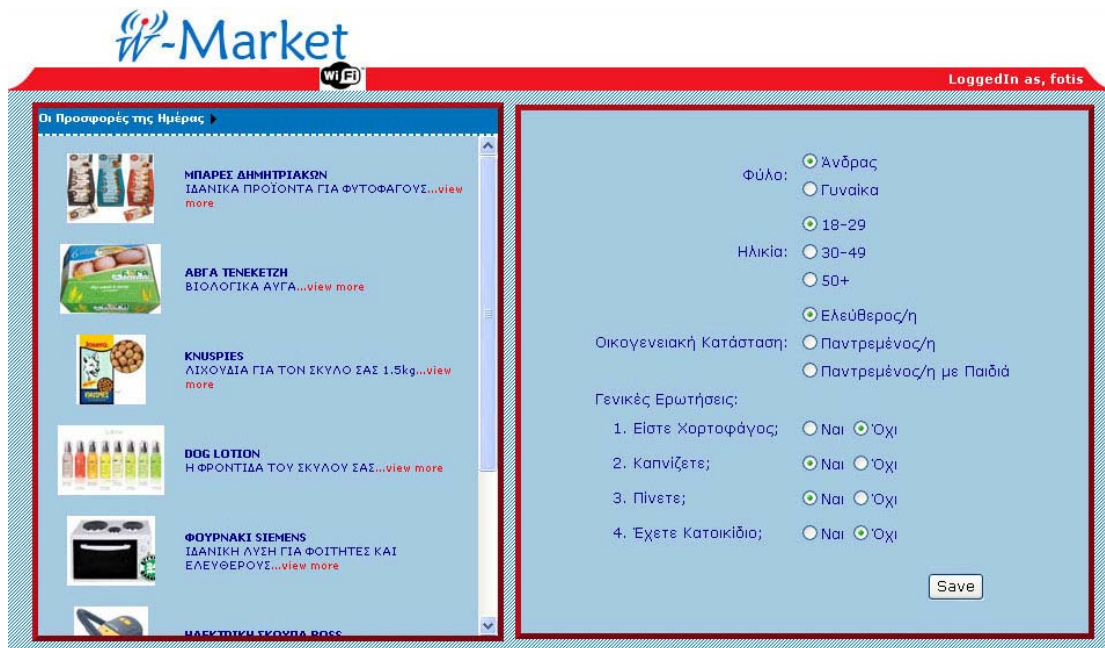 W-Market
WiFi
LoggedIn as, fotis
Οι Προσφορές της Ημέρας
ΜΠΑΡΕΣ ΔΗΜΗΤΡΙΑΚΩΝ
ΙΔΑΝΙΚΑ ΠΡΟΪΟΝΤΑ ΓΙΑ ΦΥΤΟΦΑΓΟΥΣ...view
more
ΑΒΓΑ ΤΕΝΕΚΕΤΖΗ
ΒΙΟΛΟΓΙΚΑ ΑΥΓΑ...view more
KNUSPIES
ΛΙΧΟΥΔΙΑ ΓΙΑ ΤΟΝ ΣΚΥΛΟ ΣΑΣ 1.5kg...view
more
DOG LOTION
Η ΦΡΟΝΤΙΔΑ ΤΟΥ ΣΚΥΛΟΥ ΣΑΣ...view more
ΦΟΥΡΝΑΚΙ SIEMENS
ΙΔΑΝΙΚΗ ΛΥΣΗ ΓΙΑ ΦΟΙΤΗΤΕΣ ΚΑΙ
ΕΛΕΥΘΕΡΟΥΣ...view more
ΗΛΕΚΤΡΙΚΗ ΣΚΟΥΠΑ BOSS
Φύλο:
Άνδρας
Γυναίκα
Ηλικία:
18-29
30-49
50+
Οικογενειακή Κατάσταση:
Ελεύθερος/η
Παντρεμένος/η
Παντρεμένος/η με Παιδιά
Γενικές Ερωτήσεις:
1. Είστε Χορτοφάγος; Ναι Όχι
2. Καπνίζετε; Ναι Όχι
3. Πίνετε; Ναι Όχι
4. Έχετε Κατοικίδιο; Ναι Όχι
Save